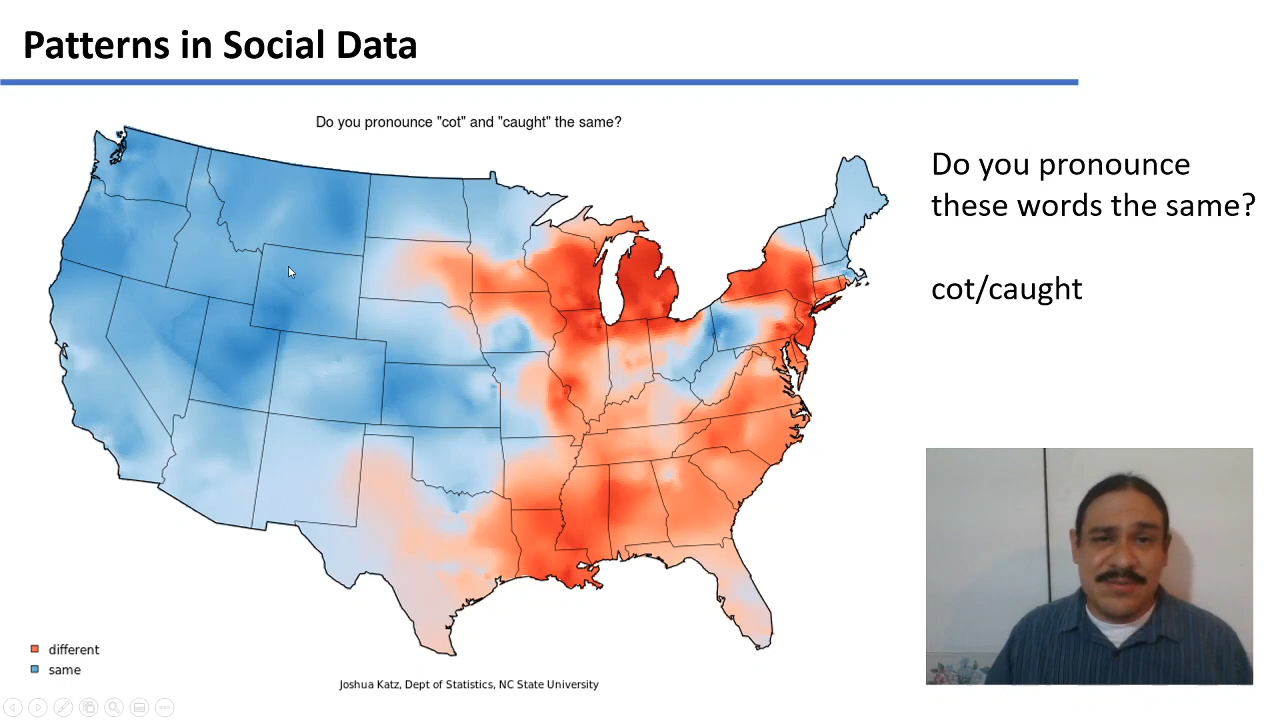 Patterns in Social Data
Do you pronounce "cot" and "caught" the same?
Do you pronounce
these words the same?
cot/caught
different
same
Joshua Katz, Dept of Statistics, NC State University